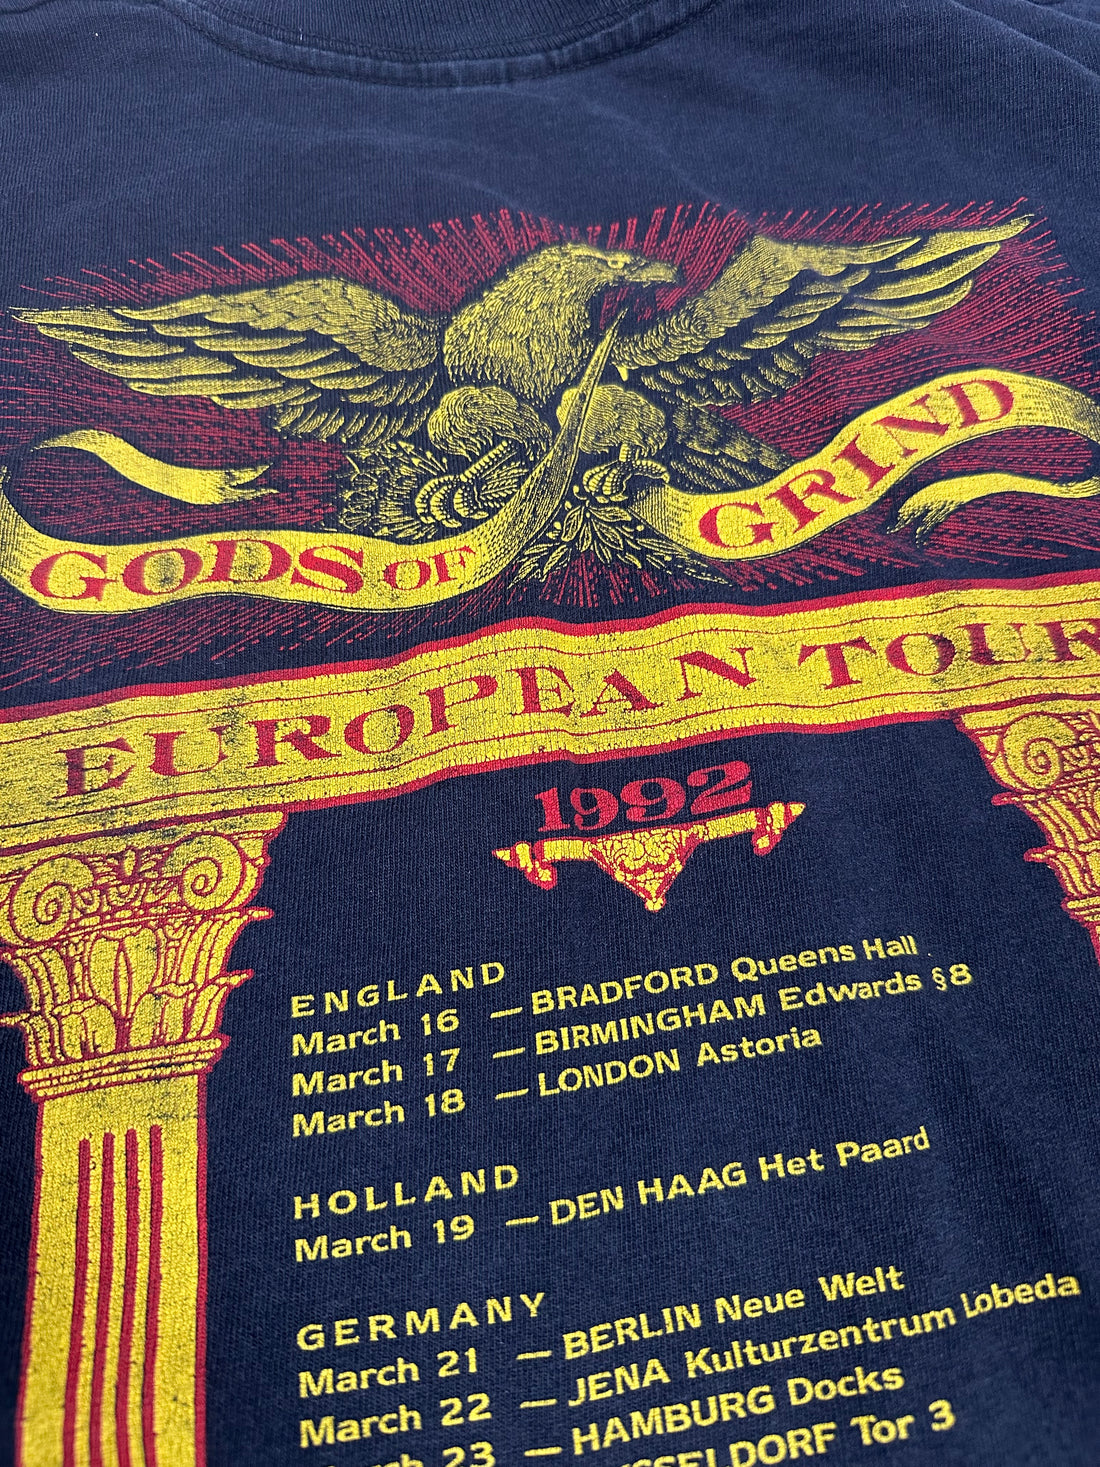 GODS OF GRIND
EUROPEAN TOUR
1992
ENGLAND
March 16 — BRADFORD Queens Hall
March 17 — BIRMINGHAM Edwards §8
March 18 — LONDON Astoria
HOLLAND
March 19 — DEN HAAG Het Paard
GERMANY
March 21 — BERLIN Neue Welt
March 22 — JENA Kulturzentrum Lobeda
23 — HAMBURG Docks
Tor 3